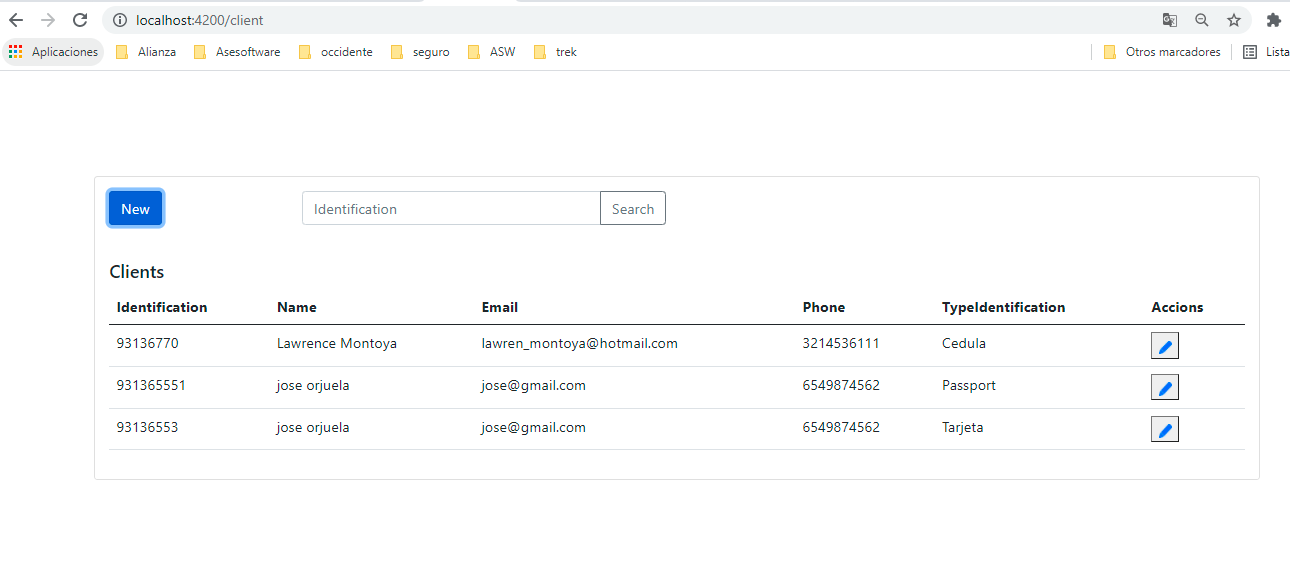 localhost:4200/client
Aplicaciones Alianza Asesoftware occidente seguro ASW trek Otros marcadores Lista
New Identification Search
Clients
Identification Name Email Phone TypeIdentification Accions
93136770 Lawrence Montoya lawren_montoya@hotmail.com 3214536111 Cedula
931365551 jose orjuela jose@gmail.com 6549874562 Passport
93136553 jose orjuela jose@gmail.com 6549874562 Tarjeta